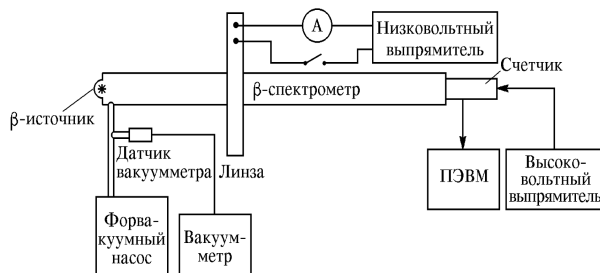 А
Низковольтный
выпрямитель
Счетчик
β-спектрометр
β-источник
Датчик
вакуумметра
Линза
ПЭВМ
Высоко-
вольтный
выпрямитель
Форва-
куумный
насос
Вакуум-
метр